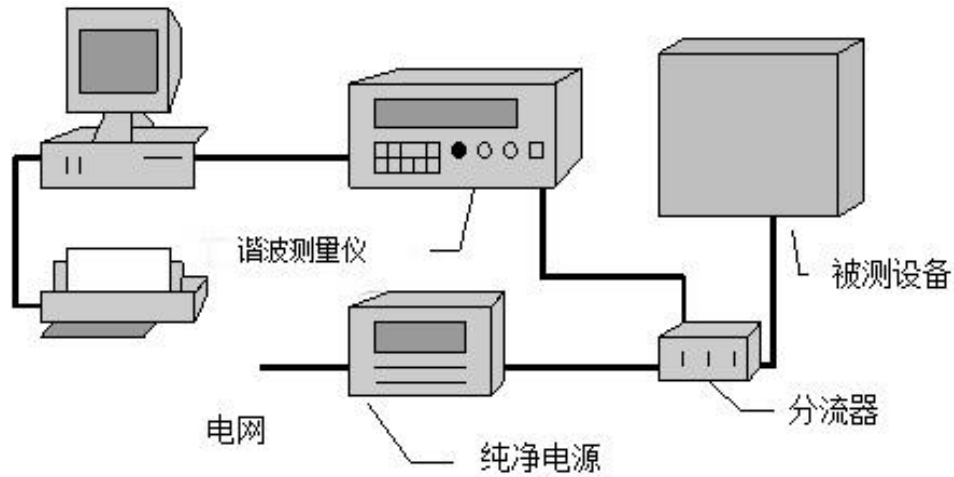 谐波测量仪
被测设备
分流器
电网
纯净电源